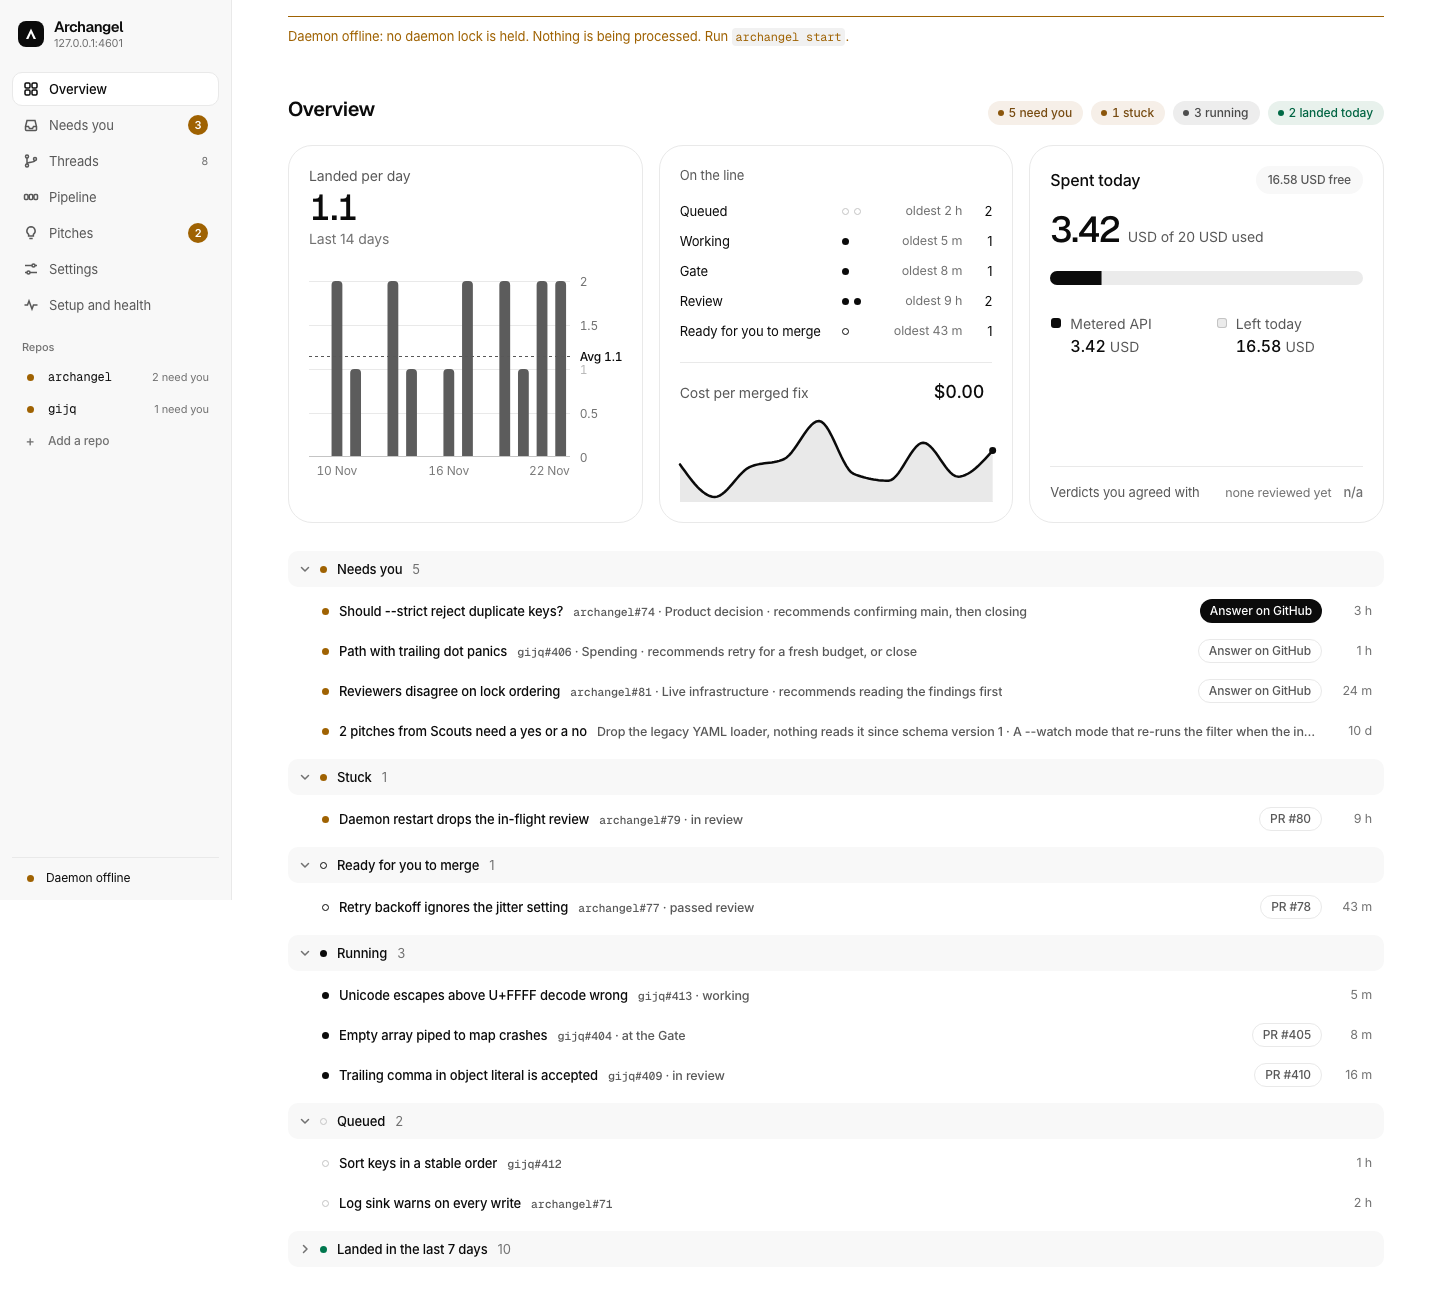 Archangel
127.0.0.1:4601
Overview
Needs you 3
Threads 8
Pipeline
Pitches 2
Settings
Setup and health
Repos
archangel 2 need you
gijq 1 need you
+ Add a repo
Daemon offline
Daemon offline: no daemon lock is held. Nothing is being processed. Run archangel start.
Overview
5 need you
1 stuck
3 running
2 landed today
Landed per day
1.1
Last 14 days
2
1.5
Avg 1.1
1
0.5
0
10 Nov 16 Nov 22 Nov
On the line
Queued oldest 2 h 2
Working oldest 5 m 1
Gate oldest 8 m 1
Review oldest 9 h 2
Ready for you to merge oldest 43 m 1
Cost per merged fix $0.00
Spent today 16.58 USD free
3.42 USD of 20 USD used
Metered API Left today
3.42 USD 16.58 USD
Verdicts you agreed with none reviewed yet n/a
Needs you 5
Should --strict reject duplicate keys? archangel#74 · Product decision · recommends confirming main, then closing Answer on GitHub 3 h
Path with trailing dot panics gijq#406 · Spending · recommends retry for a fresh budget, or close Answer on GitHub 1 h
Reviewers disagree on lock ordering archangel#81 · Live infrastructure · recommends reading the findings first Answer on GitHub 24 m
2 pitches from Scouts need a yes or a no Drop the legacy YAML loader, nothing reads it since schema version 1 · A --watch mode that re-runs the filter when the in... 10 d
Stuck 1
Daemon restart drops the in-flight review archangel#79 · in review PR #80 9 h
Ready for you to merge 1
Retry backoff ignores the jitter setting archangel#77 · passed review PR #78 43 m
Running 3
Unicode escapes above U+FFFF decode wrong gijq#413 · working 5 m
Empty array piped to map crashes gijq#404 · at the Gate PR #405 8 m
Trailing comma in object literal is accepted gijq#409 · in review PR #410 16 m
Queued 2
Sort keys in a stable order gijq#412 1 h
Log sink warns on every write archangel#71 2 h
Landed in the last 7 days 10